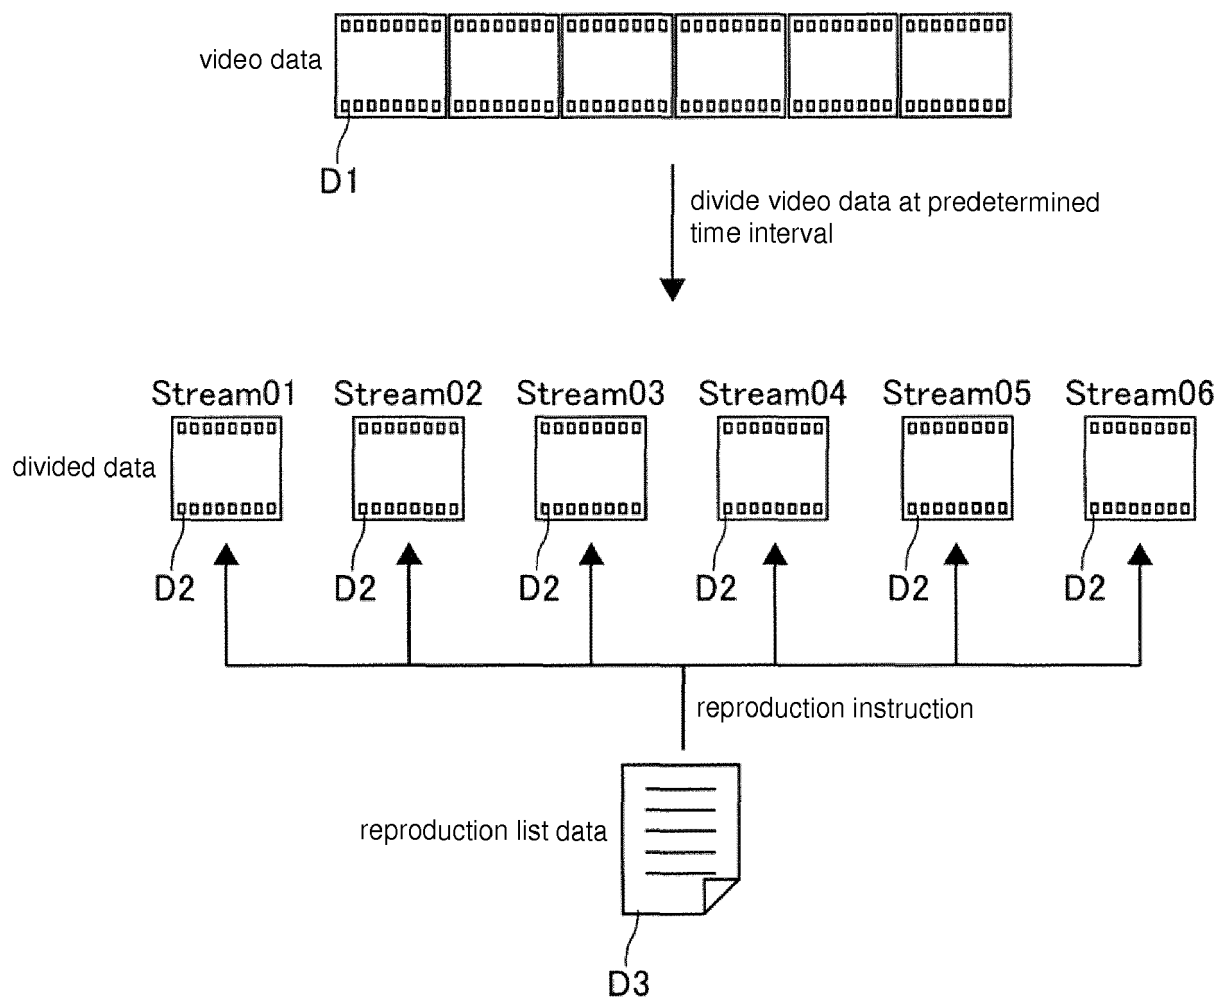 video data
D1
divide video data at predetermined
time interval
Stream01 Stream02 Stream03 Stream04 Stream05 Stream06
divided data
D2 D2 D2 D2 D2 D2
reproduction instruction
reproduction list data
D3